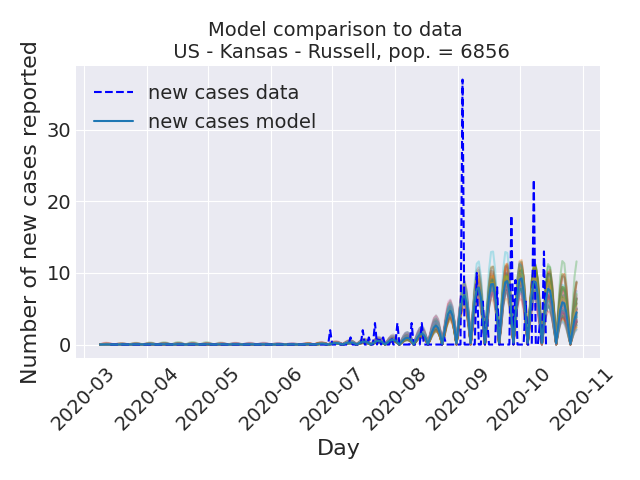 Model comparison to data
US - Kansas - Russell, pop. = 6856
new cases data
new cases model
Number of new cases reported
30
20
10
0
2020-03
2020-04
2020-05
2020-06
2020-07
2020-08
2020-09
2020-10
2020-11
Day